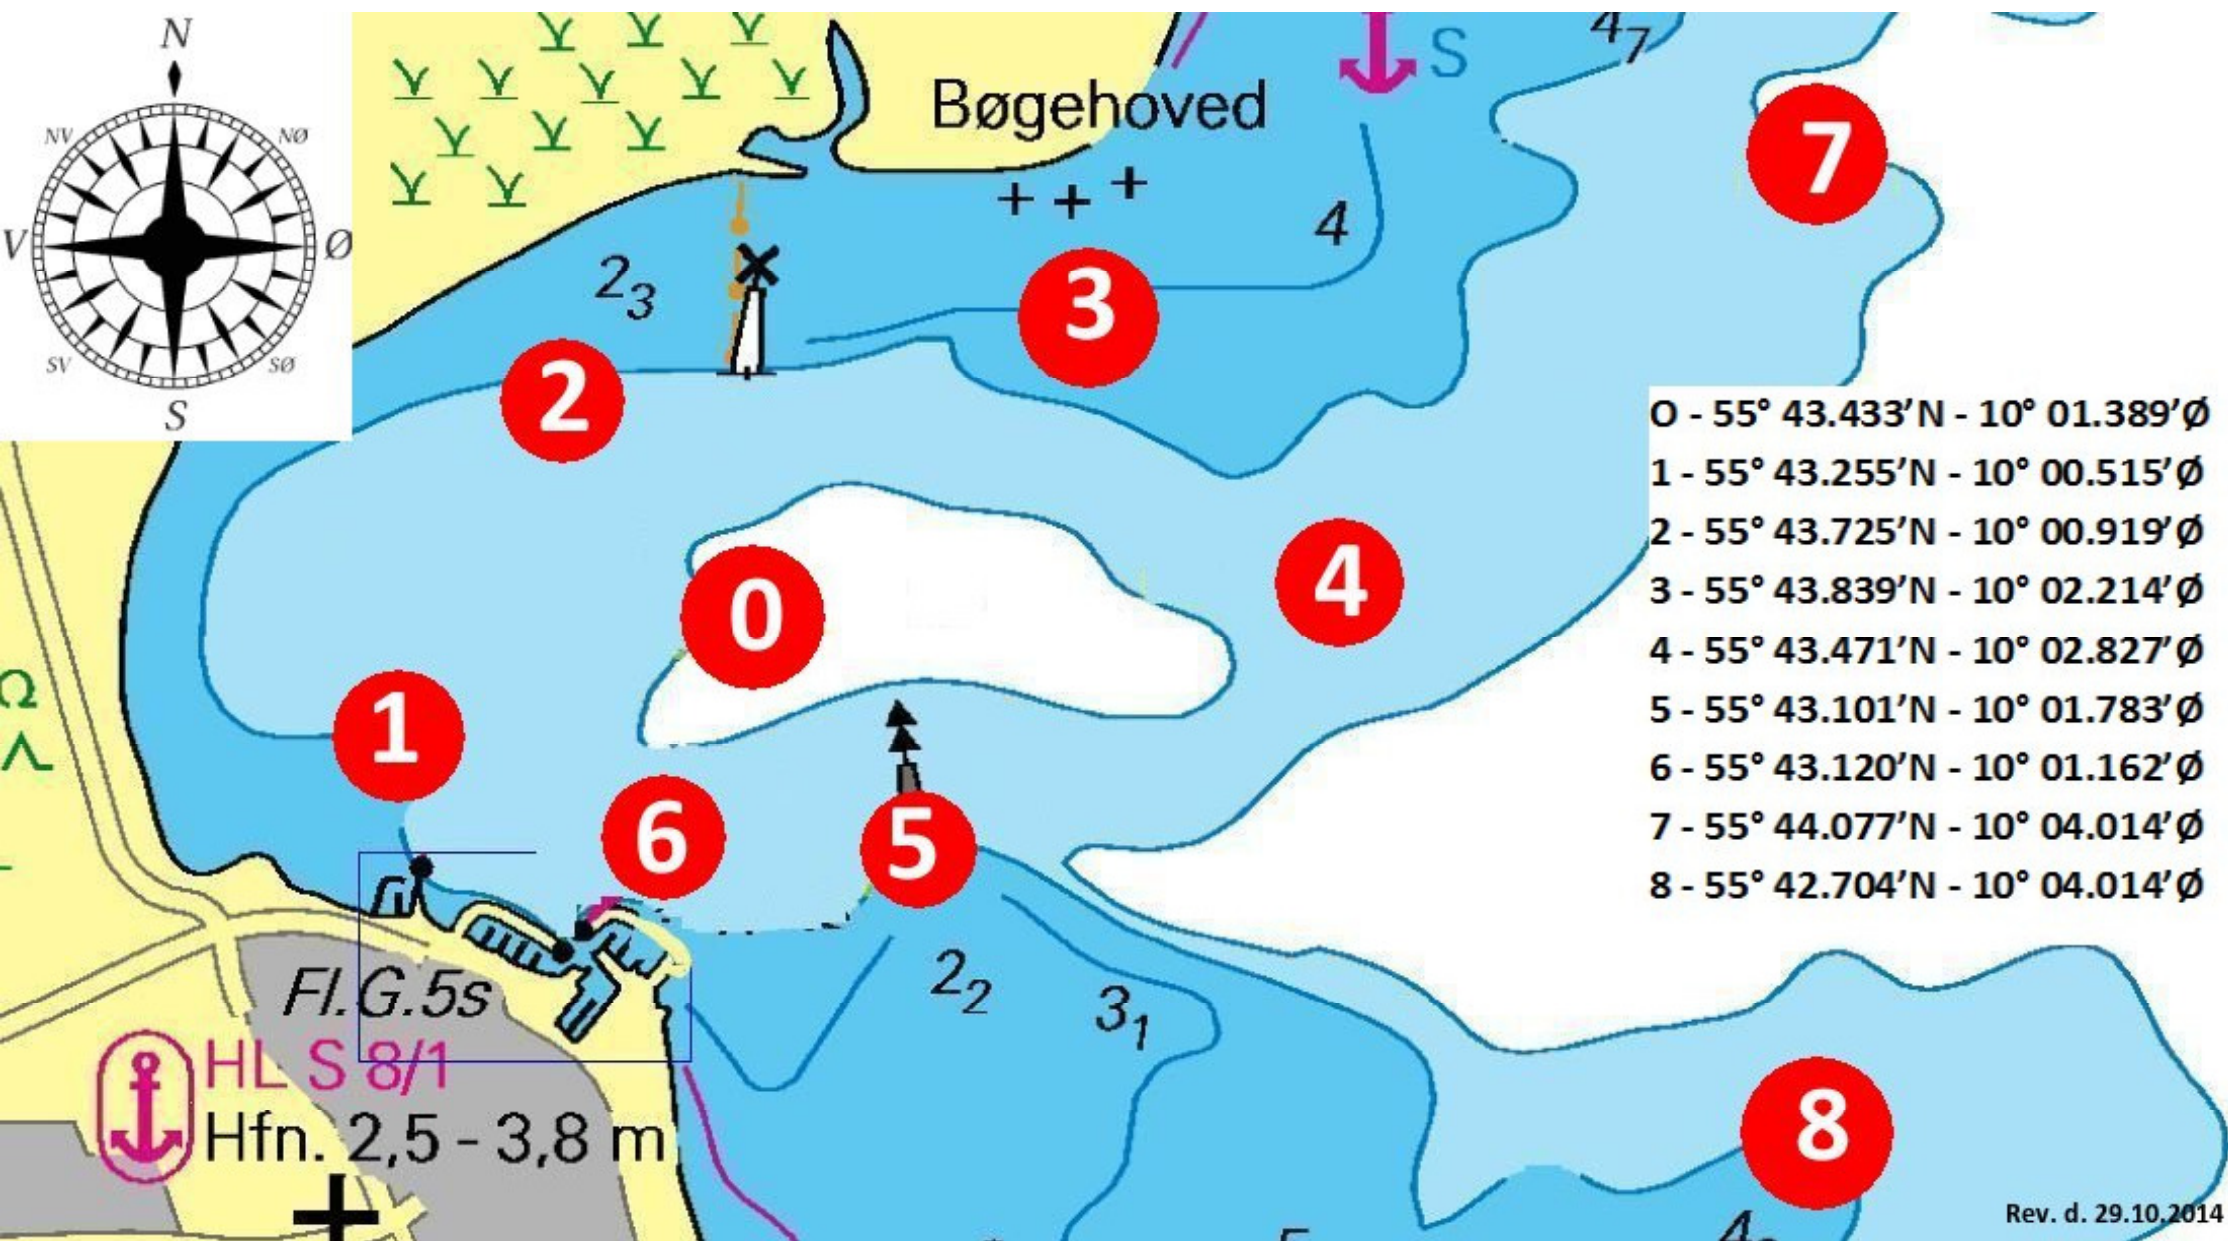 N
NV
NØ
V
Ø
SV
SØ
S
Bøgehoved
S
4₇
7
4
2₃
3
2
O - 55° 43.433’N - 10° 01.389’Ø
1 - 55° 43.255’N - 10° 00.515’Ø
2 - 55° 43.725’N - 10° 00.919’Ø
3 - 55° 43.839’N - 10° 02.214’Ø
4 - 55° 43.471’N - 10° 02.827’Ø
5 - 55° 43.101’N - 10° 01.783’Ø
6 - 55° 43.120’N - 10° 01.162’Ø
7 - 55° 44.077’N - 10° 04.014’Ø
8 - 55° 42.704’N - 10° 04.014’Ø
4
0
1
6
5
2₂
3₁
Fl.G.5s
HL S 8/1
Hfn. 2,5 - 3,8 m
8
Rev. d. 29.10.2014